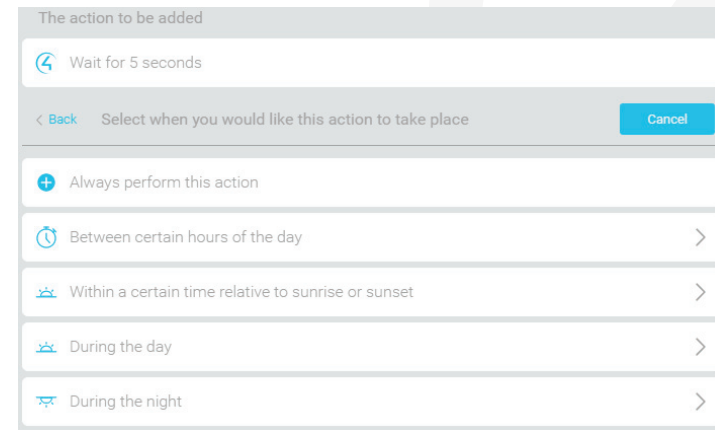 The action to be added
Wait for 5 seconds
Back Select when you would like this action to take place Cancel
Always perform this action
Between certain hours of the day
Within a certain time relative to sunrise or sunset
During the day
During the night